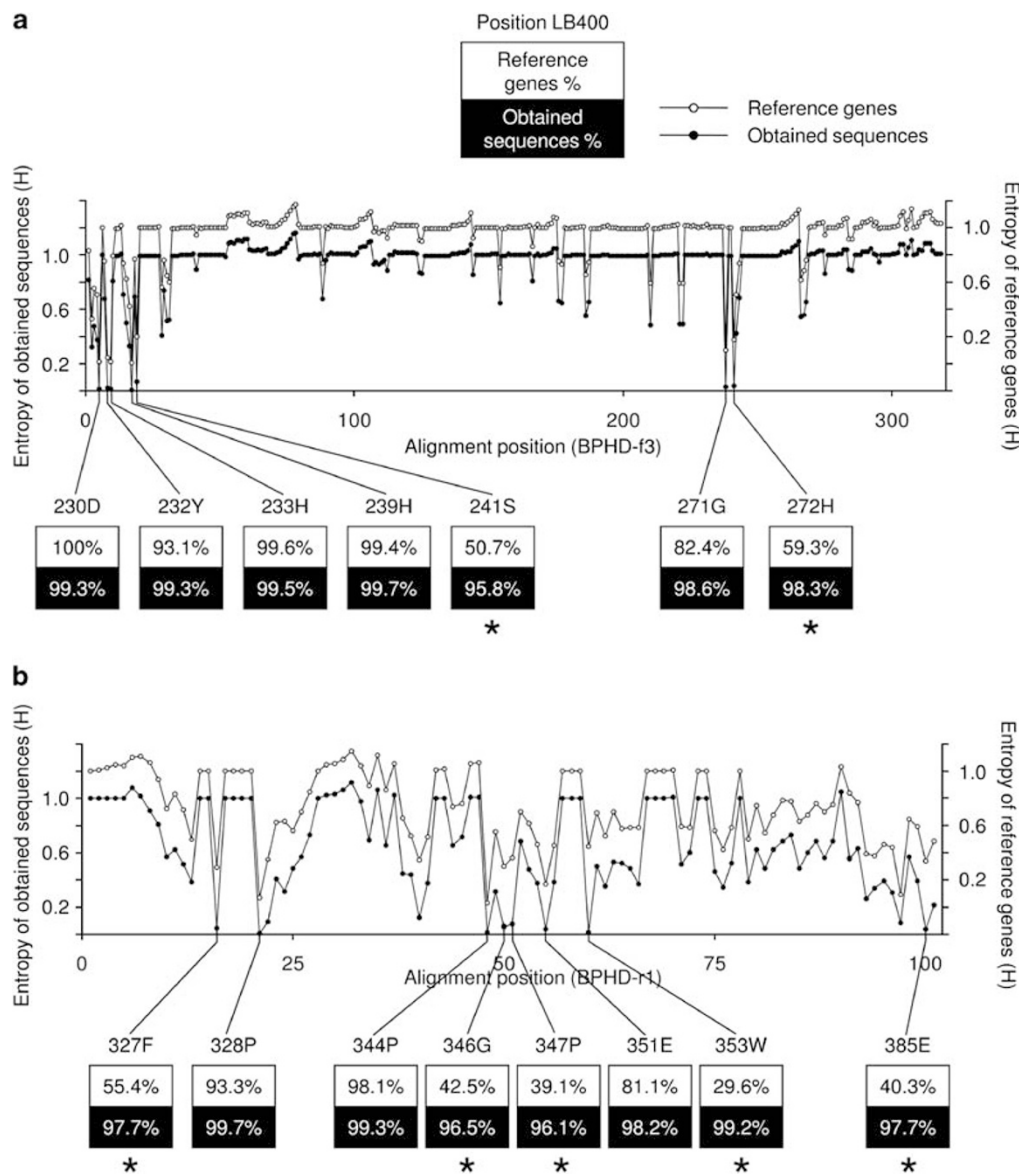 a
Position LB400
Reference
genes %
Obtained
sequences %
Reference genes
Obtained sequences
Entropy of obtained sequences (H)
1.0
0.6
0.2
Entropy of reference genes (H)
1.0
0.6
0.2
0
100
200
300
Alignment position (BPHD-f3)
230D
232Y
233H
239H
241S
271G
272H
100%
93.1%
99.6%
99.4%
50.7%
82.4%
59.3%
99.3%
99.3%
99.5%
99.7%
95.8%
98.6%
98.3%
*
*
b
Entropy of obtained sequences (H)
1.0
0.6
0.2
Entropy of reference genes (H)
1.0
0.6
0.2
0
25
50
75
100
Alignment position (BPHD-r1)
327F
328P
344P
346G
347P
351E
353W
385E
55.4%
93.3%
98.1%
42.5%
39.1%
81.1%
29.6%
40.3%
97.7%
99.7%
99.3%
96.5%
96.1%
98.2%
99.2%
97.7%
*
*
*
*
*